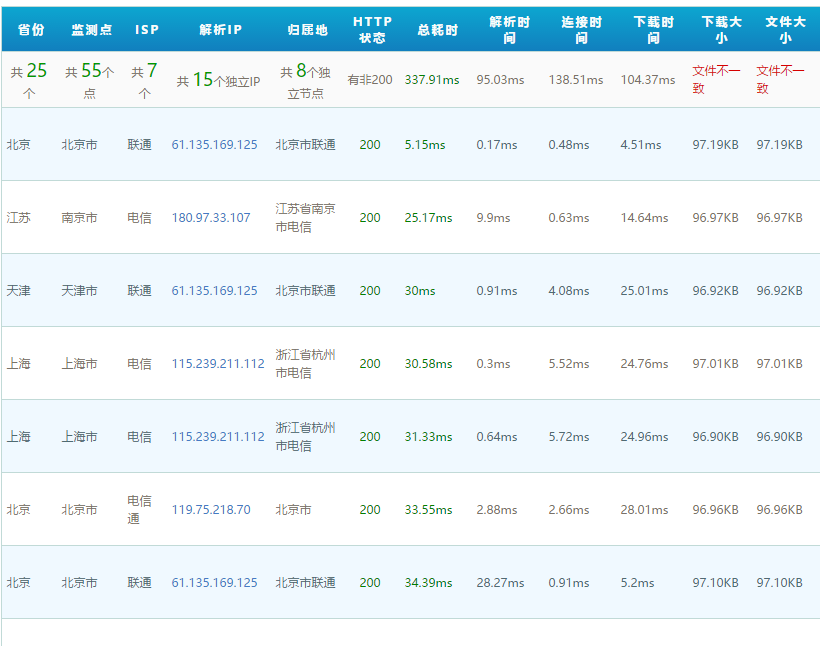 省份 监测点 ISP 解析IP 归属地 HTTP状态 总耗时 解析时间 连接时间 下载时间 下载大小 文件大小
共 25个 共 55个点 共 7个 共 15个独立IP 共 8个独立节点 有非200 337.91ms 95.03ms 138.51ms 104.37ms 文件不一致 文件不一致
北京 北京市 联通 61.135.169.125 北京市联通 200 5.15ms 0.17ms 0.48ms 4.51ms 97.19KB 97.19KB
江苏 南京市 电信 180.97.33.107 江苏省南京市电信 200 25.17ms 9.9ms 0.63ms 14.64ms 96.97KB 96.97KB
天津 天津市 联通 61.135.169.125 北京市联通 200 30ms 0.91ms 4.08ms 25.01ms 96.92KB 96.92KB
上海 上海市 电信 115.239.211.112 浙江省杭州市电信 200 30.58ms 0.3ms 5.52ms 24.76ms 97.01KB 97.01KB
上海 上海市 电信 115.239.211.112 浙江省杭州市电信 200 31.33ms 0.64ms 5.72ms 24.96ms 96.90KB 96.90KB
北京 北京市 电信通 119.75.218.70 北京市 200 33.55ms 2.88ms 2.66ms 28.01ms 96.96KB 96.96KB
北京 北京市 联通 61.135.169.125 北京市联通 200 34.39ms 28.27ms 0.91ms 5.2ms 97.10KB 97.10KB